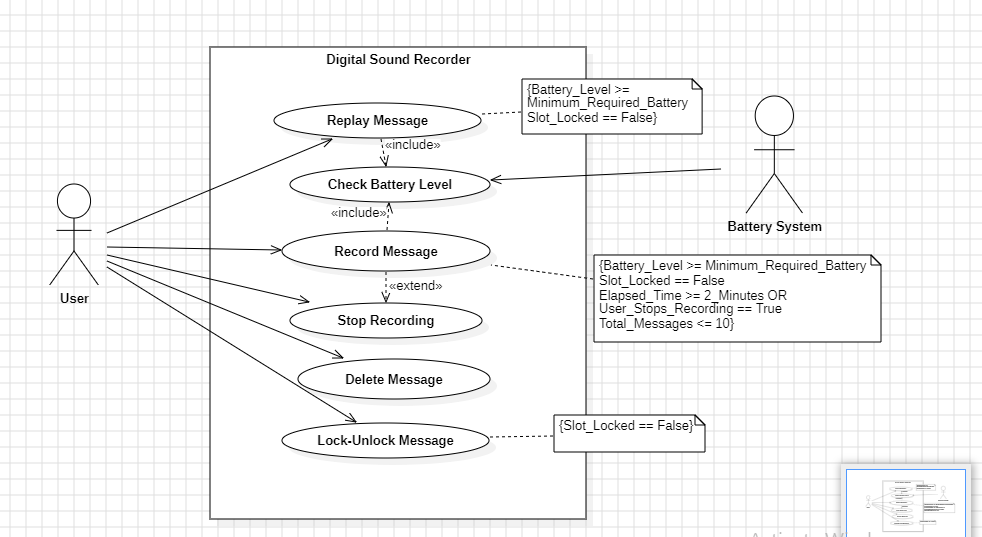 Digital Sound Recorder
{Battery_Level >=
Minimum_Required_Battery
Slot_Locked == False}
Replay Message
«include»
Check Battery Level
«include»
Battery System
Record Message
{Battery_Level >= Minimum_Required_Battery
Slot_Locked == False
Elapsed_Time >= 2_Minutes OR
User_Stops_Recording == True
Total_Messages <= 10}
«extend»
User
Stop Recording
Delete Message
{Slot_Locked == False}
Lock-Unlock Message